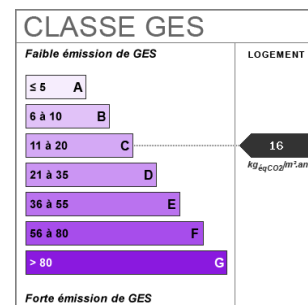 CLASSE GES
Faible émission de GES
LOGEMENT
≤ 5 A
6 à 10 B
11 à 20 C
16
kgéqCO2/m².an
21 à 35 D
36 à 55 E
56 à 80 F
> 80 G
Forte émission de GES